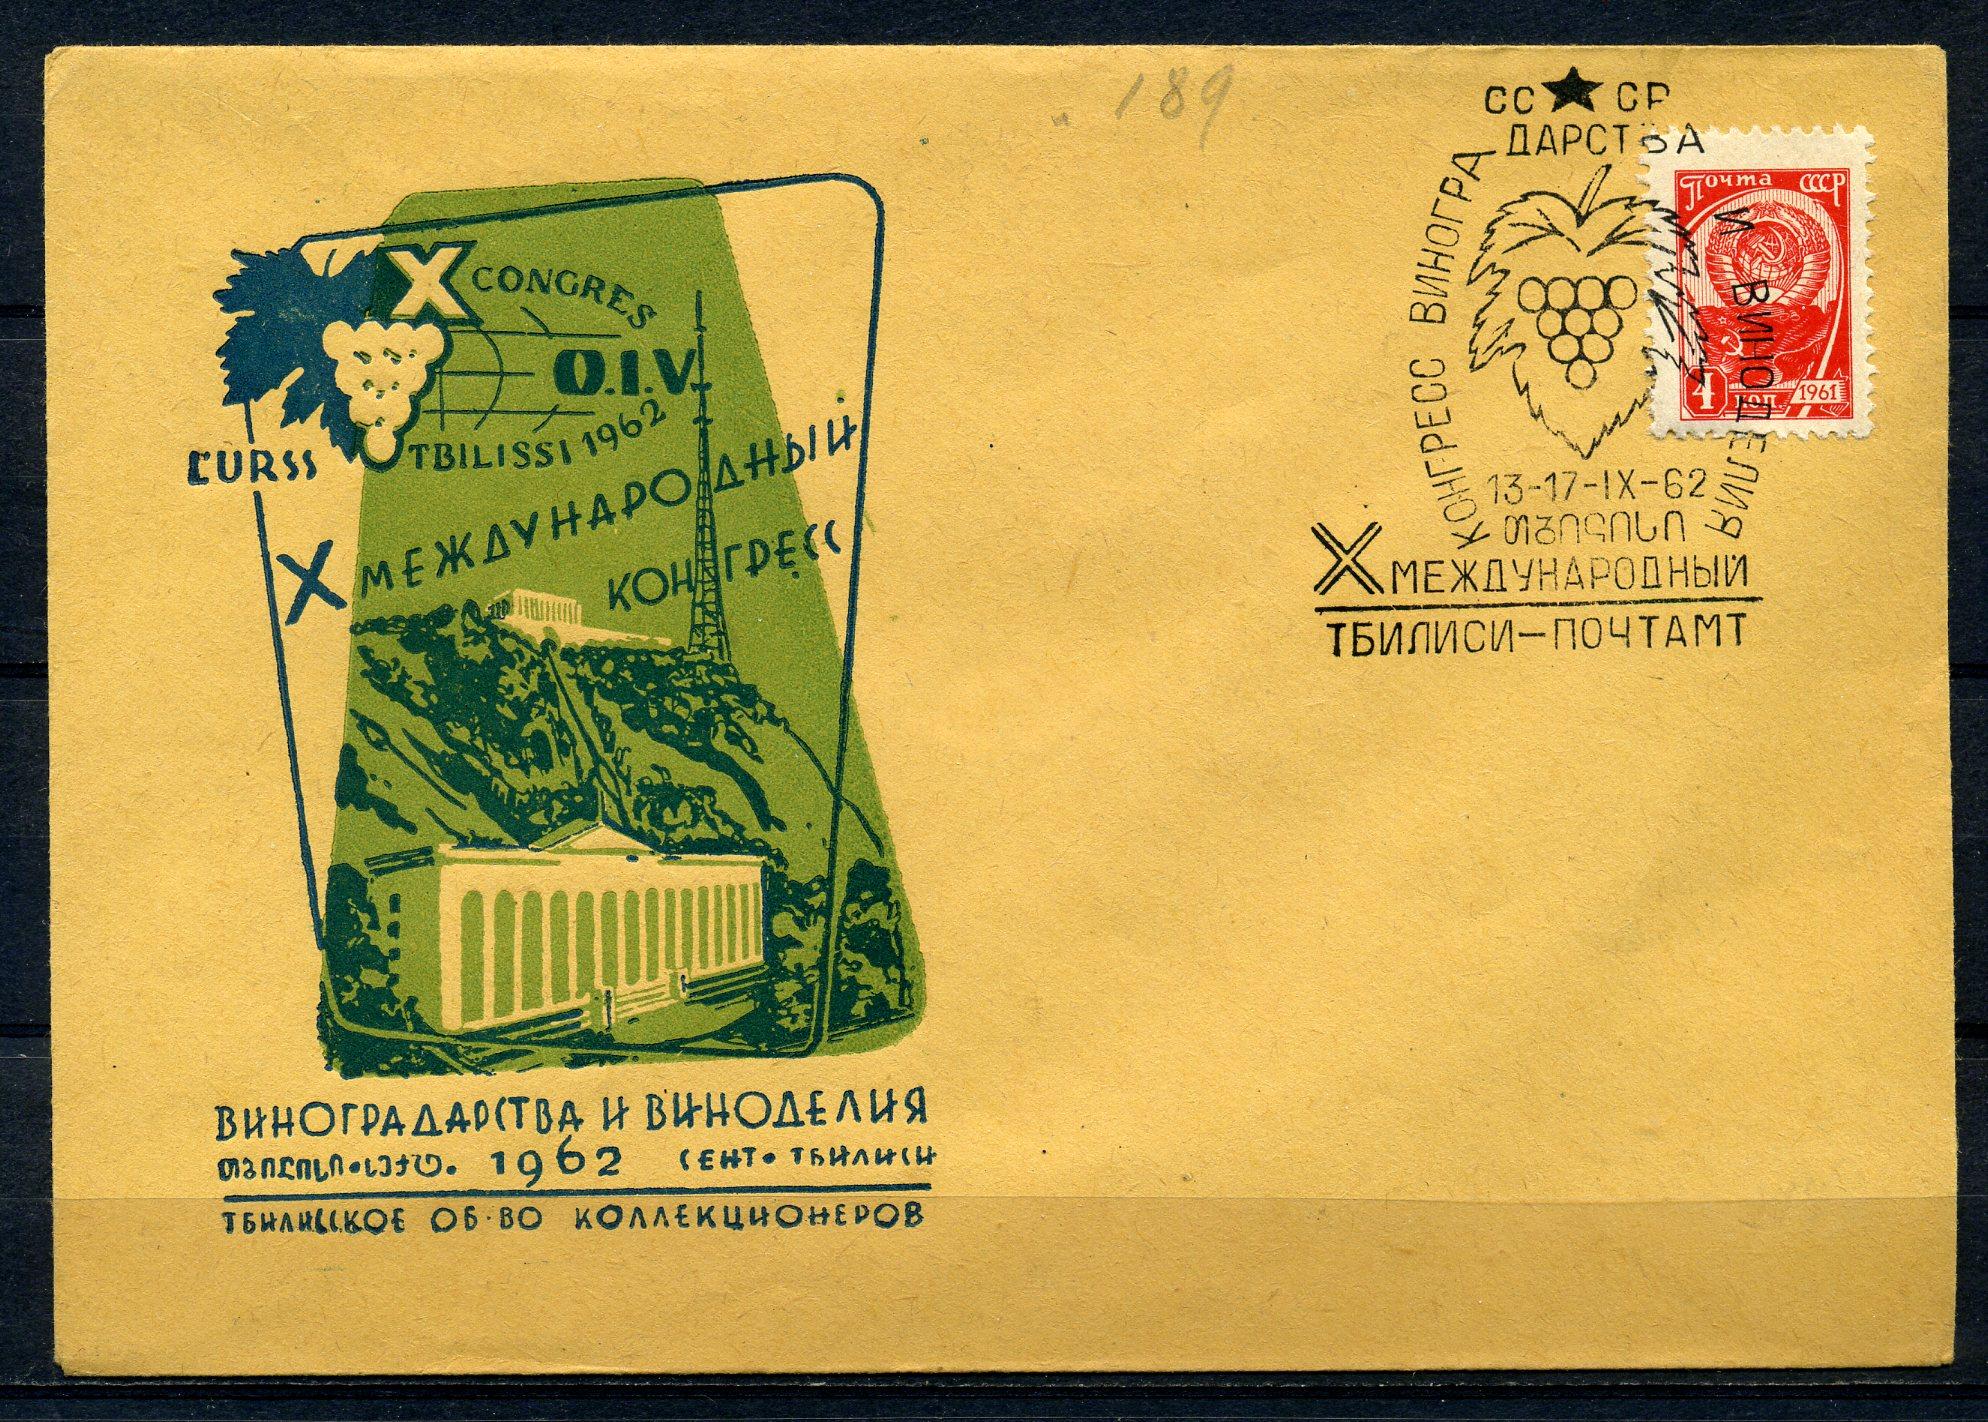 189
СС★СР
КОНГРЕСС ВИНОГРА
ДАРСТВА
И ВИНОДЕЛИЯ
Почта СССР
4 коп. 1961
13-17-IX-62
თბილისი
X МЕЖДУНАРОДНЫЙ
ТБИЛИСИ—ПОЧТАМТ
X CONGRES
O.I.V.
TBILISSI 1962
L'URSS
X МЕЖДУНАРОДНЫЙ
КОНГРЕСС
ВИНОГРАДАРСТВА И ВИНОДЕЛИЯ
თბილისი·სექტ. 1962 СЕНТ· ТБИЛИСИ
ТБИЛИССКОЕ ОБ-ВО КОЛЛЕКЦИОНЕРОВ